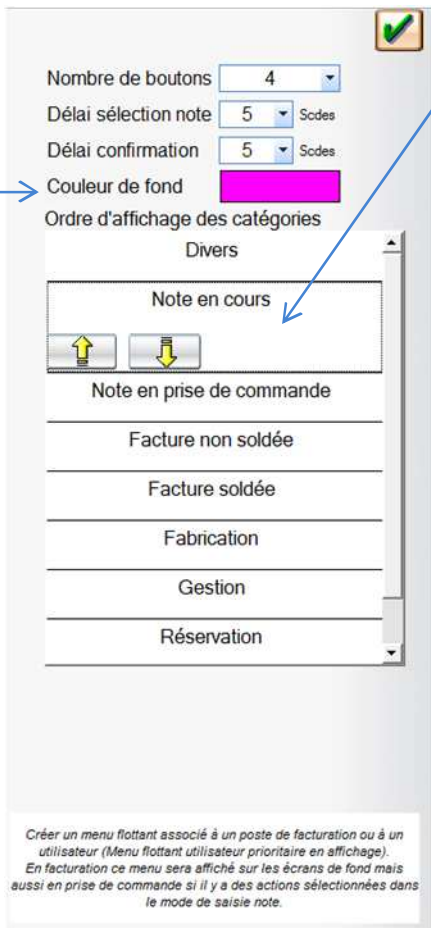 Nombre de boutons 4
Délai sélection note 5 Scdes
Délai confirmation 5 Scdes
Couleur de fond
Ordre d'affichage des catégories
Divers
Note en cours
Note en prise de commande
Facture non soldée
Facture soldée
Fabrication
Gestion
Réservation
Créer un menu flottant associé à un poste de facturation ou à un
utilisateur (Menu flottant utilisateur prioritaire en affichage).
En facturation ce menu sera affiché sur les écrans de fond mais
aussi en prise de commande si il y a des actions sélectionnées dans
le mode de saisie note.